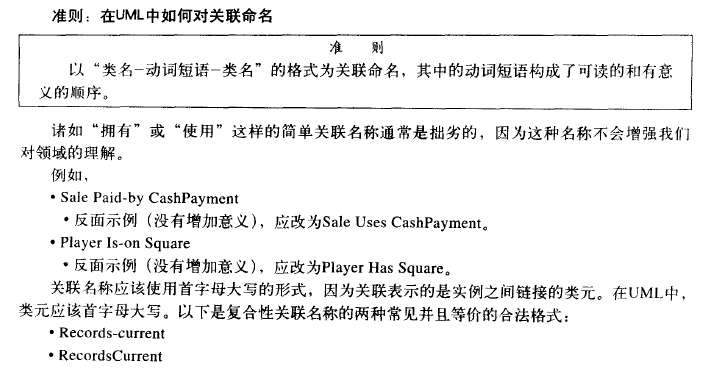 准则：在UML中如何对关联命名
准 则
以“类名-动词短语-类名”的格式为关联命名，其中的动词短语构成了可读的和有意
义的顺序。
诸如“拥有”或“使用”这样的简单关联名称通常是拙劣的，因为这种名称不会增强我们
对领域的理解。
例如，
• Sale Paid-by CashPayment
• 反面示例（没有增加意义），应改为Sale Uses CashPayment。
• Player Is-on Square
• 反面示例（没有增加意义），应改为Player Has Square。
关联名称应该使用首字母大写的形式，因为关联表示的是实例之间链接的类元。在UML中，
类元应该首字母大写。以下是复合性关联名称的两种常见并且等价的合法格式：
• Records-current
• RecordsCurrent